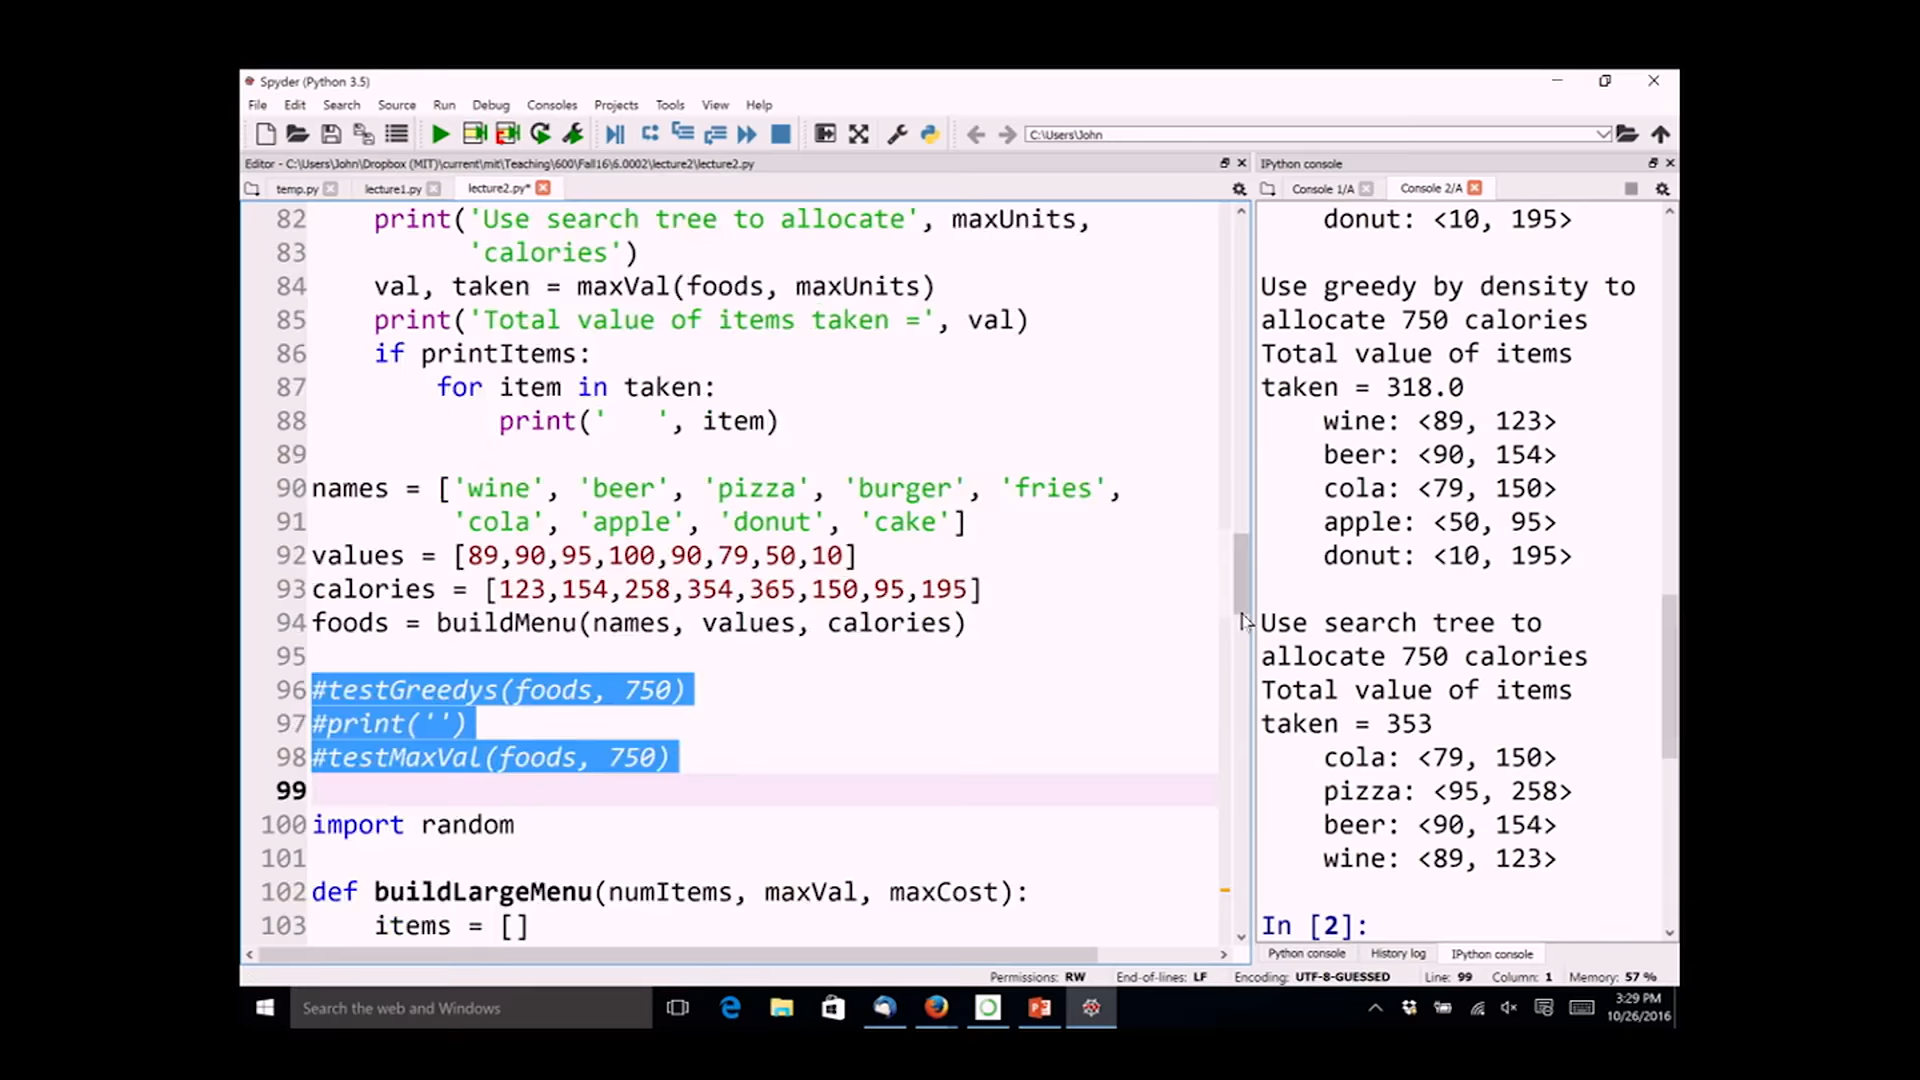 Spyder (Python 3.5)
File Edit Search Source Run Debug Consoles Projects Tools View Help
C:\Users\John
Editor - C:\Users\John\Dropbox (MIT)\current\mit\Teaching\600\Fall16\6.0002\lecture2\lecture2.py
temp.py lecture1.py lecture2.py*
82 print('Use search tree to allocate', maxUnits,
83 'calories')
84 val, taken = maxVal(foods, maxUnits)
85 print('Total value of items taken =', val)
86 if printItems:
87 for item in taken:
88 print('   ', item)
89
90 names = ['wine', 'beer', 'pizza', 'burger', 'fries',
91 'cola', 'apple', 'donut', 'cake']
92 values = [89,90,95,100,90,79,50,10]
93 calories = [123,154,258,354,365,150,95,195]
94 foods = buildMenu(names, values, calories)
95
96 #testGreedys(foods, 750)
97 #print('')
98 #testMaxVal(foods, 750)
99
100 import random
101
102 def buildLargeMenu(numItems, maxVal, maxCost):
103 items = []
IPython console
Console 1/A Console 2/A
donut: <10, 195>
Use greedy by density to
allocate 750 calories
Total value of items
taken = 318.0
wine: <89, 123>
beer: <90, 154>
cola: <79, 150>
apple: <50, 95>
donut: <10, 195>
Use search tree to
allocate 750 calories
Total value of items
taken = 353
cola: <79, 150>
pizza: <95, 258>
beer: <90, 154>
wine: <89, 123>
In [2]:
Python console History log IPython console
Permissions: RW End-of-lines: LF Encoding: UTF-8-GUESSED Line: 99 Column: 1 Memory: 57 %
Search the web and Windows
3:29 PM
10/26/2016